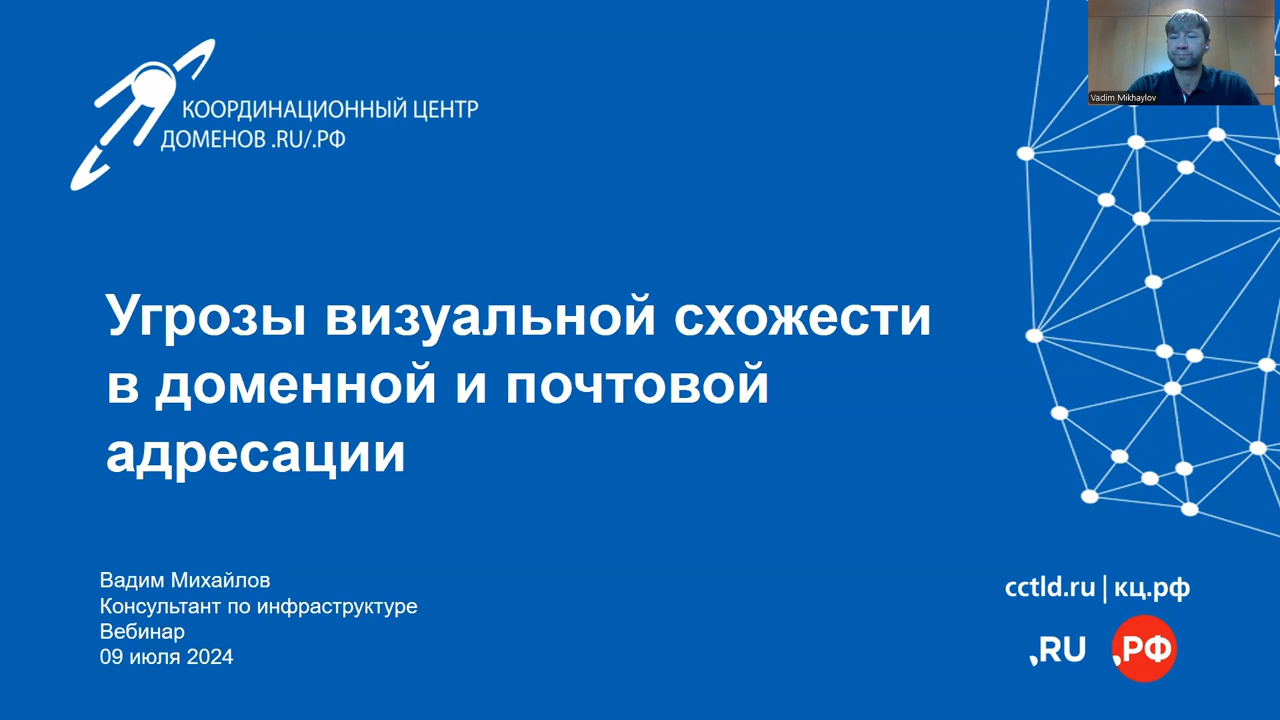 КООРДИНАЦИОННЫЙ ЦЕНТР
ДОМЕНОВ .RU/.РФ
Vadim Mikhaylov
Угрозы визуальной схожести
в доменной и почтовой
адресации
Вадим Михайлов
Консультант по инфраструктуре
Вебинар
09 июля 2024
cctld.ru | кц.рф
.RU .РФ